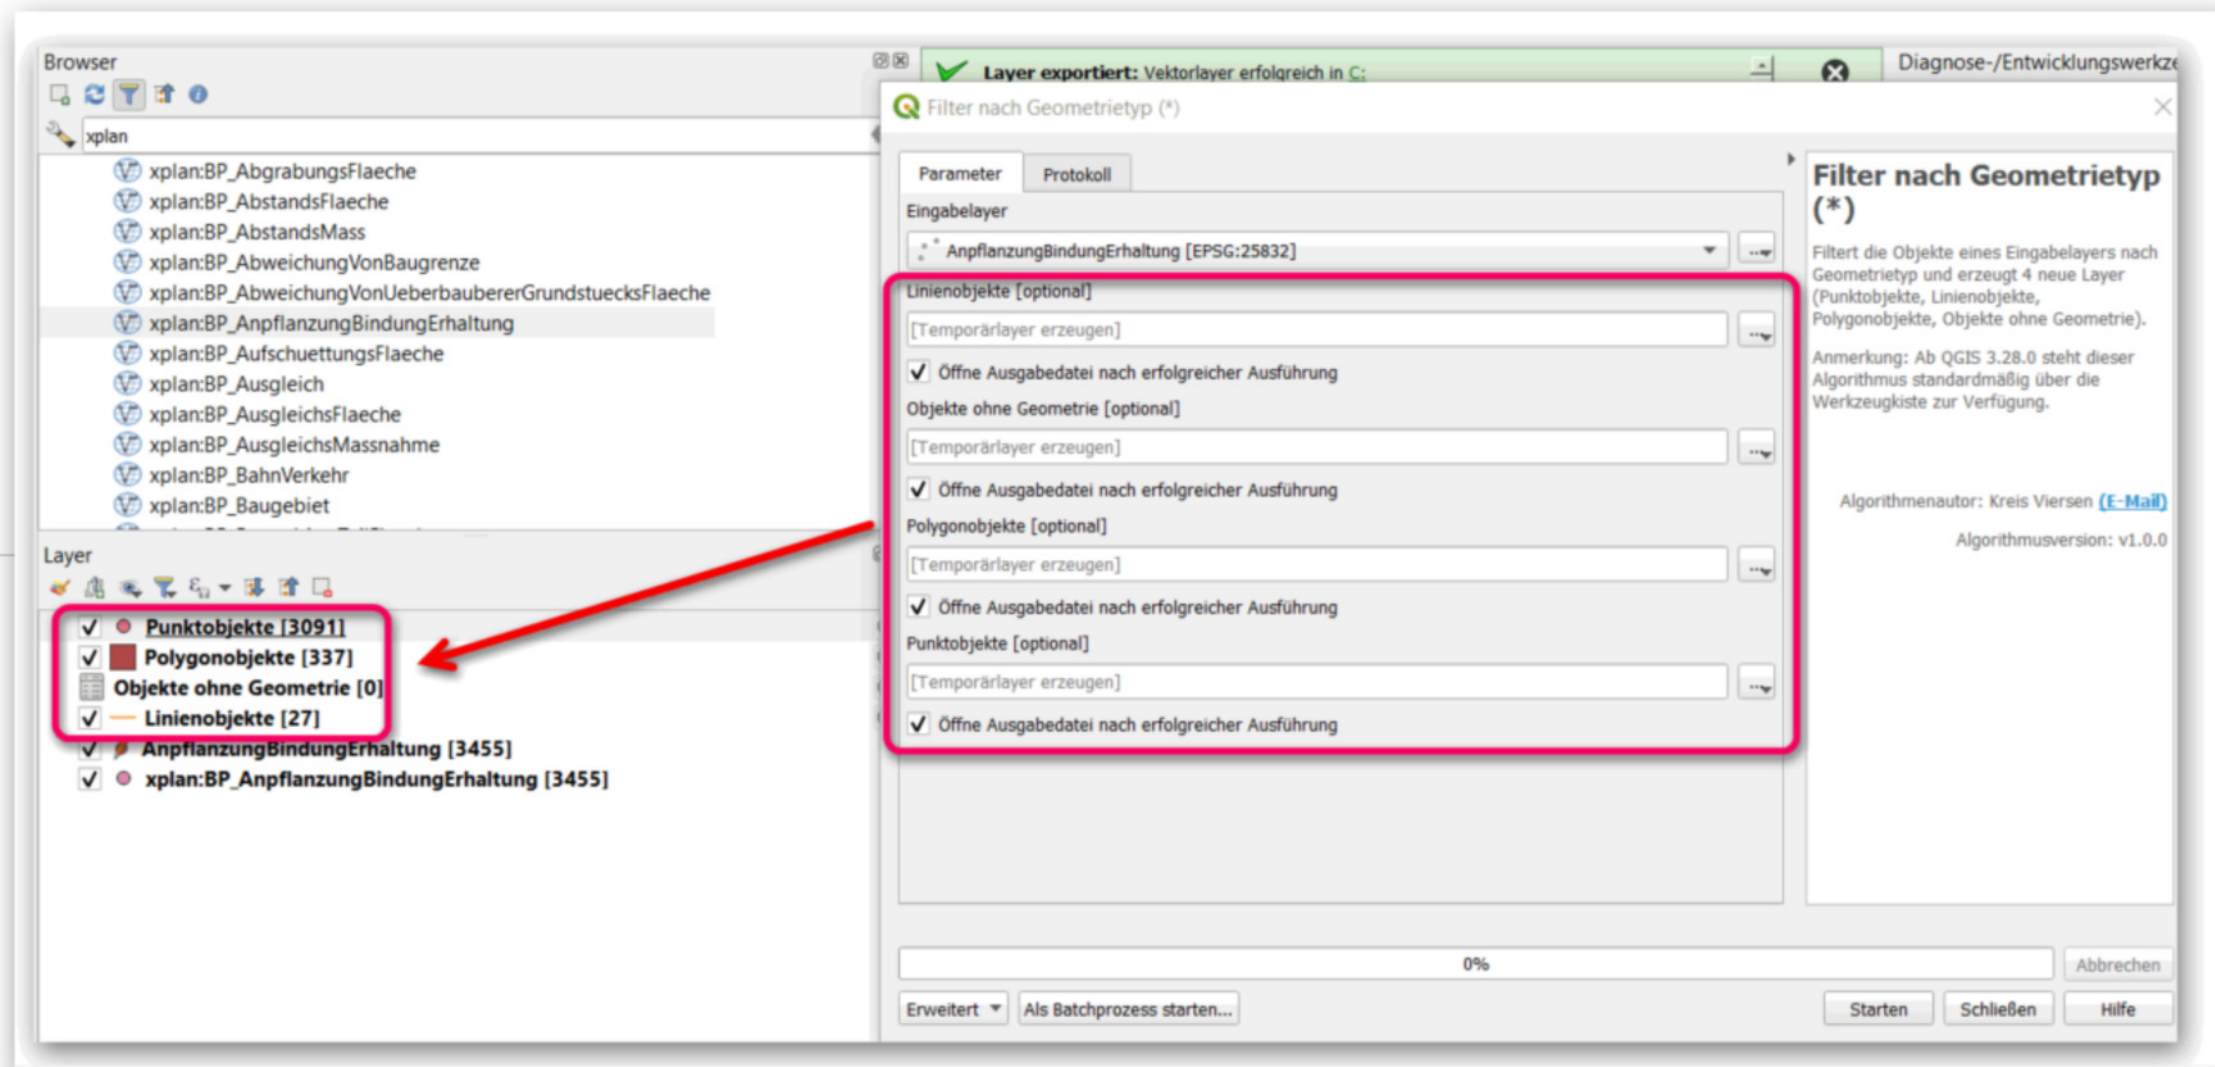 Browser
xplan
xplan:BP_AbgrabungsFlaeche
xplan:BP_AbstandsFlaeche
xplan:BP_AbstandsMass
xplan:BP_AbweichungVonBaugrenze
xplan:BP_AbweichungVonUeberbaubererGrundstuecksFlaeche
xplan:BP_AnpflanzungBindungErhaltung
xplan:BP_AufschuettungsFlaeche
xplan:BP_Ausgleich
xplan:BP_AusgleichsFlaeche
xplan:BP_AusgleichsMassnahme
xplan:BP_BahnVerkehr
xplan:BP_Baugebiet
Layer
Punktobjekte [3091]
Polygonobjekte [337]
Objekte ohne Geometrie [0]
Linienobjekte [27]
AnpflanzungBindungErhaltung [3455]
xplan:BP_AnpflanzungBindungErhaltung [3455]
Layer exportiert: Vektorlayer erfolgreich in C:
Diagnose-/Entwicklungswerkze
Filter nach Geometrietyp (*)
Parameter
Protokoll
Eingabelayer
AnpflanzungBindungErhaltung [EPSG:25832]
Linienobjekte [optional]
[Temporärlayer erzeugen]
Öffne Ausgabedatei nach erfolgreicher Ausführung
Objekte ohne Geometrie [optional]
[Temporärlayer erzeugen]
Öffne Ausgabedatei nach erfolgreicher Ausführung
Polygonobjekte [optional]
[Temporärlayer erzeugen]
Öffne Ausgabedatei nach erfolgreicher Ausführung
Punktobjekte [optional]
[Temporärlayer erzeugen]
Öffne Ausgabedatei nach erfolgreicher Ausführung
Filter nach Geometrietyp
(*)
Filtert die Objekte eines Eingabelayers nach
Geometrietyp und erzeugt 4 neue Layer
(Punktobjekte, Linienobjekte,
Polygonobjekte, Objekte ohne Geometrie).
Anmerkung: Ab QGIS 3.28.0 steht dieser
Algorithmus standardmäßig über die
Werkzeugkiste zur Verfügung.
Algorithmenautor: Kreis Viersen (E-Mail)
Algorithmusversion: v1.0.0
0%
Abbrechen
Erweitert
Als Batchprozess starten...
Starten
Schließen
Hilfe